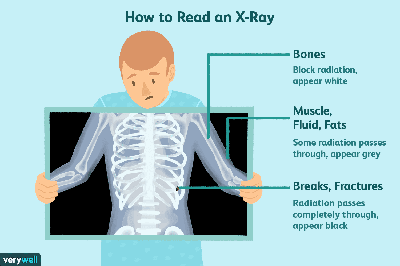 How to Read an X-Ray
Bones
Block radiation,
appear white
Muscle,
Fluid, Fats
Some radiation passes
through, appear grey
Breaks, Fractures
Radiation passes
completely through,
appear black
verywell